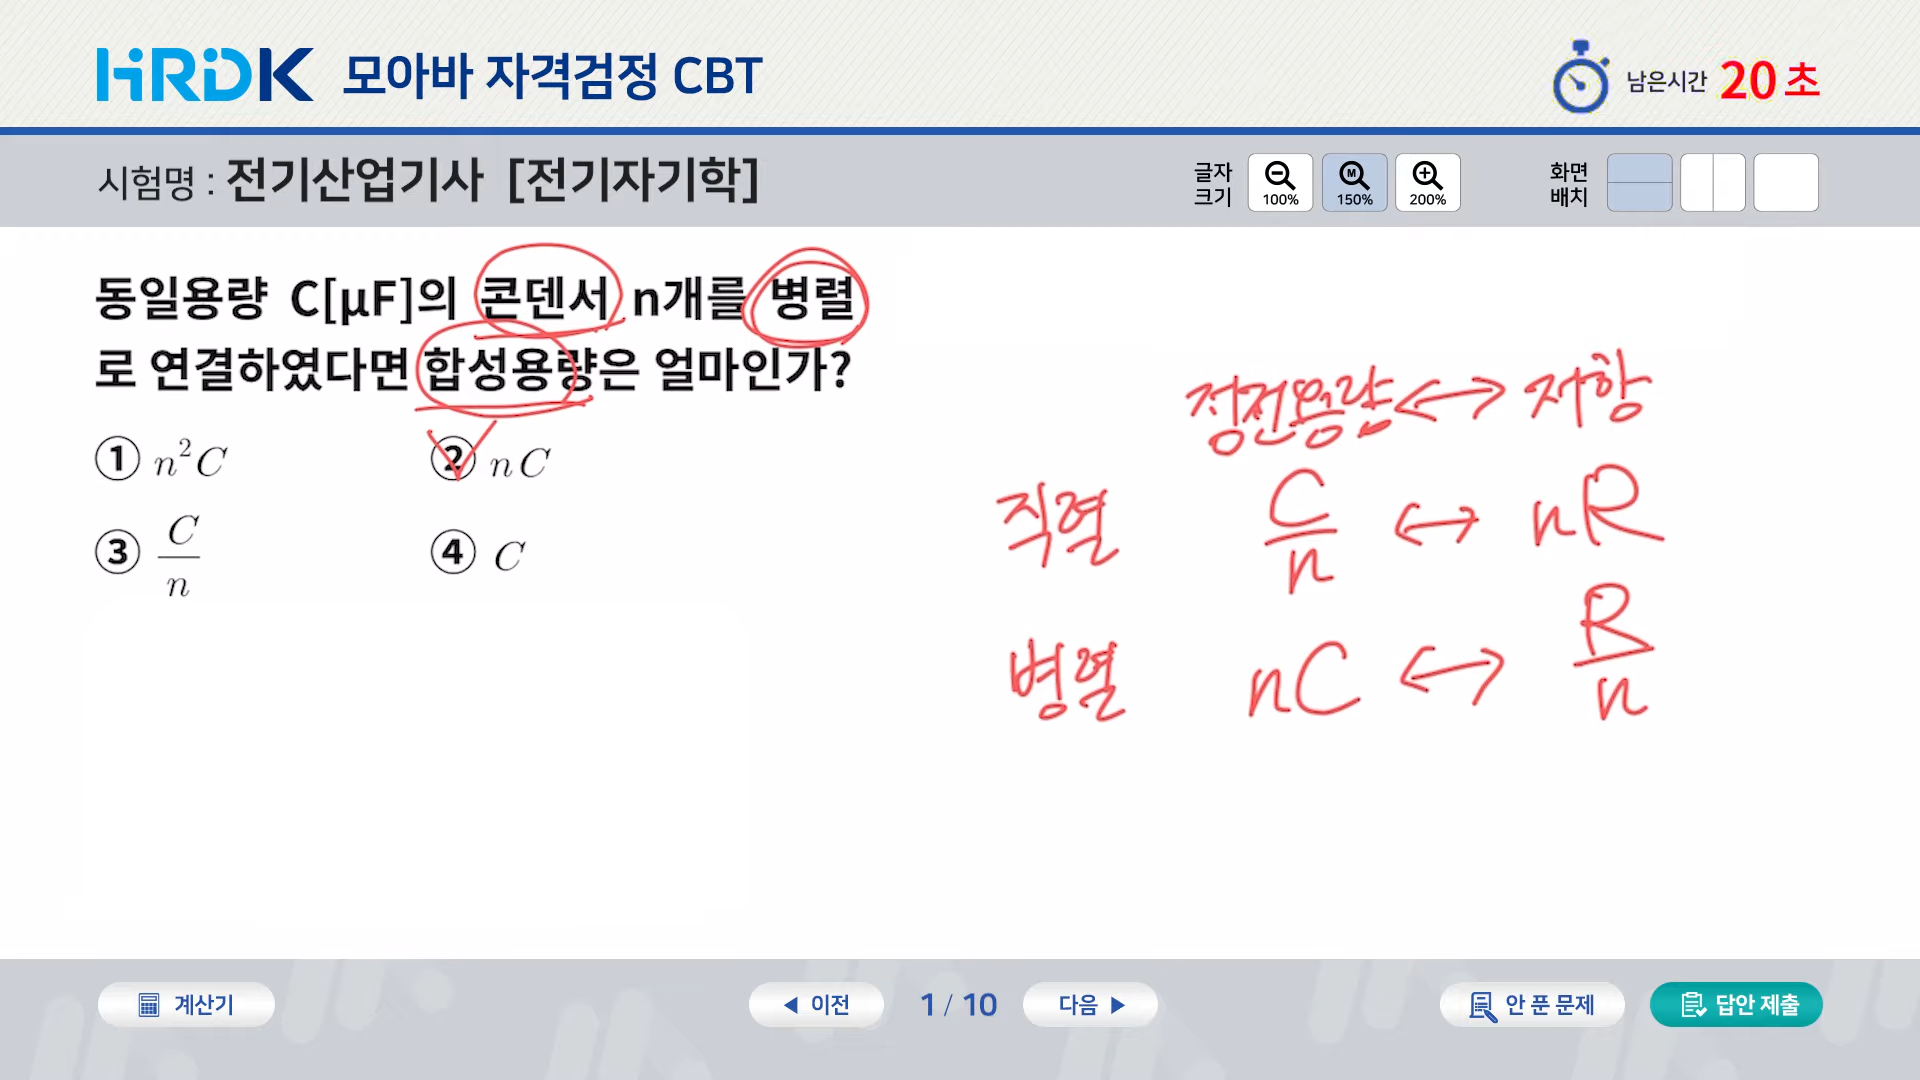 HRDK 모아바 자격검정 CBT
남은시간 20 초
시험명 : 전기산업기사 [전기자기학]
글자 크기
100%
M 150%
200%
화면 배치
동일용량 C[μF]의 콘덴서 n개를 병렬
로 연결하였다면 합성용량은 얼마인가?
① n²C ② nC
③ C/n ④ C
정전용량 ↔ 저항
직렬 C/n ↔ nR
병렬 nC ↔ R/n
계산기
◀ 이전 1 / 10 다음 ▶
안 푼 문제
답안 제출